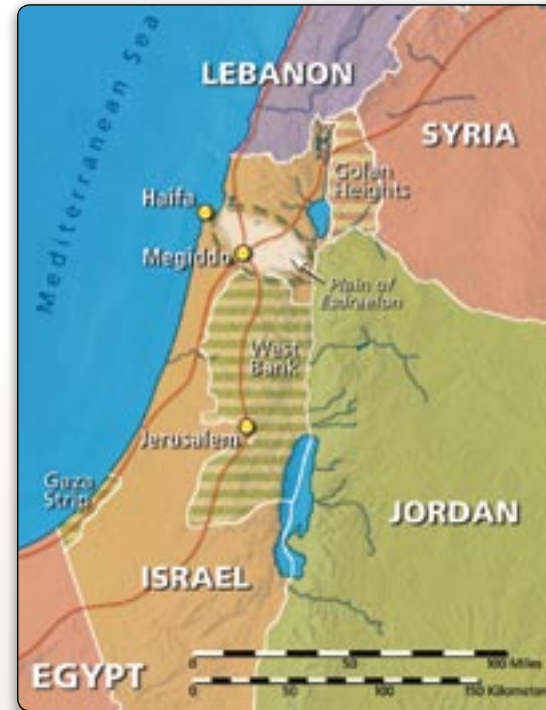 Mediterranean Sea
LEBANON
SYRIA
Golan
Heights
Haifa
Megiddo
Plain of
Esdraelon
West
Bank
Jerusalem
Gaza
Strip
JORDAN
ISRAEL
EGYPT
0 50 100 Miles
0 50 100 150 Kilometers